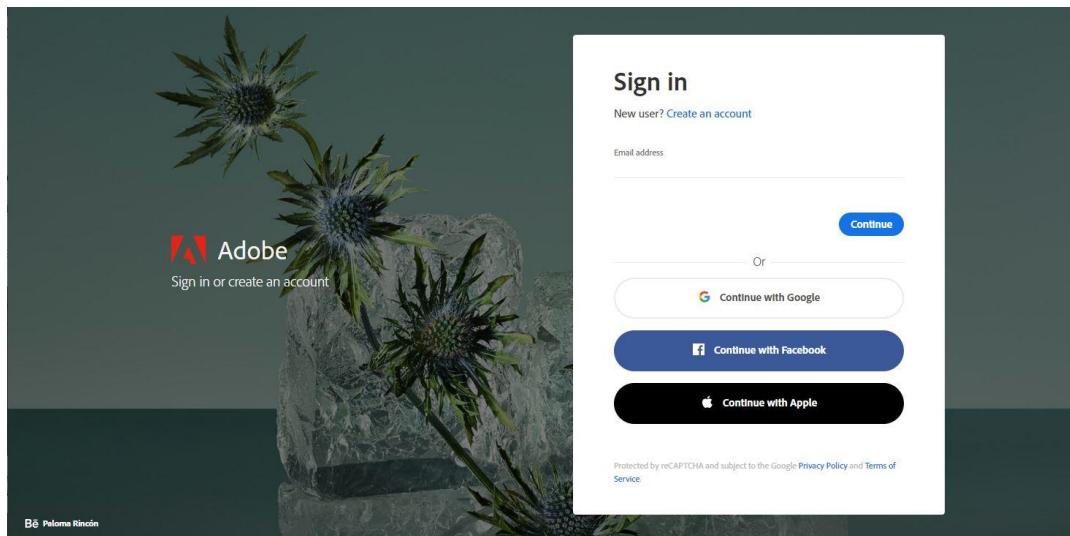 Adobe
Sign in or create an account
Bē Paloma Rincón
Sign in
New user? Create an account
Email address
Continue
Or
Continue with Google
Continue with Facebook
Continue with Apple
Protected by reCAPTCHA and subject to the Google Privacy Policy and Terms of
Service.